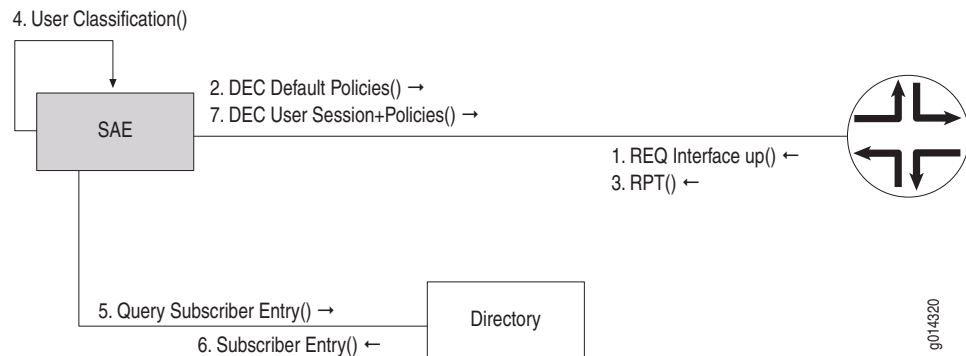 4. User Classification()
2. DEC Default Policies() →
SAE
7. DEC User Session+Policies() →
1. REQ Interface up() ←
3. RPT() ←
5. Query Subscriber Entry() →
Directory
6. Subscriber Entry() ←
g014320